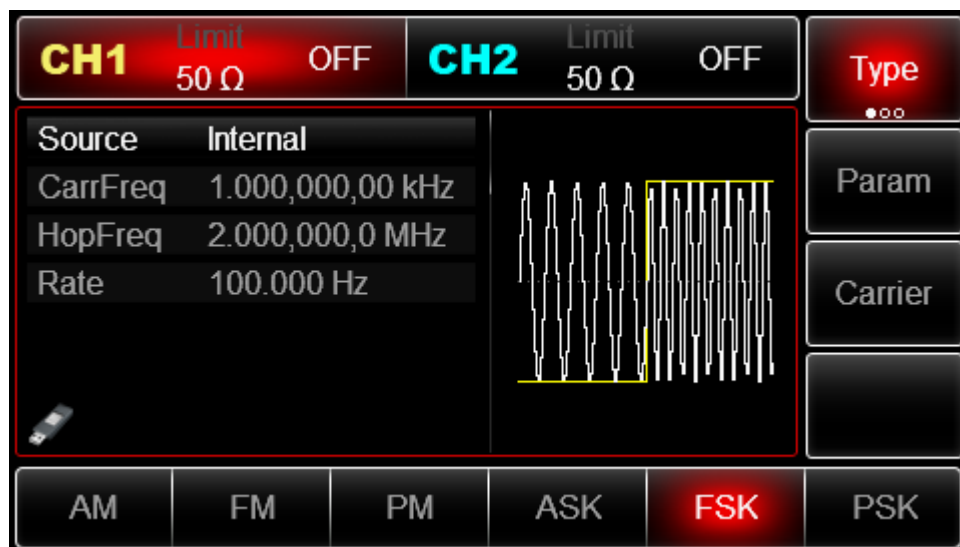 CH1 Limit 50 Ω OFF
CH2 Limit 50 Ω OFF
Type
Source Internal
CarrFreq 1.000,000,00 kHz
HopFreq 2.000,000,0 MHz
Rate 100.000 Hz
Param
Carrier
AM FM PM ASK FSK PSK